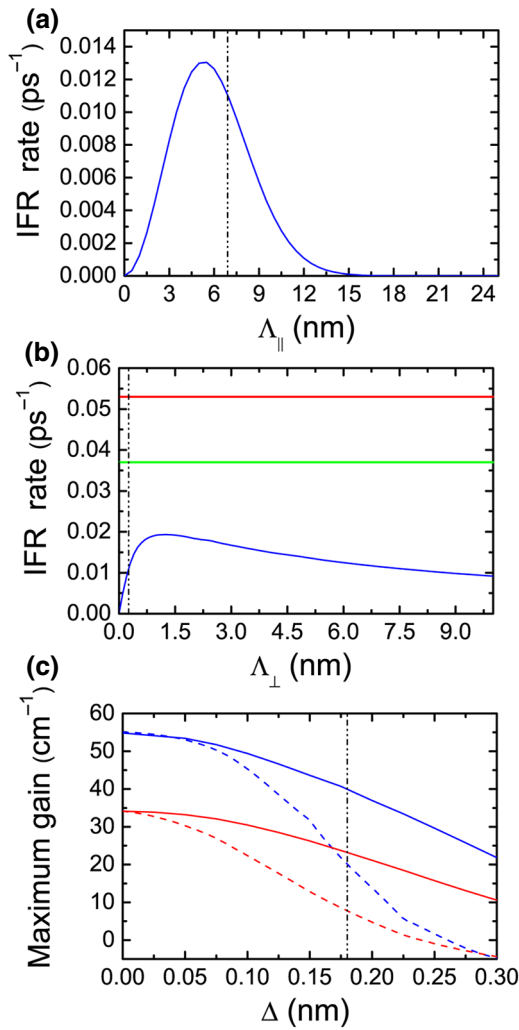 (a)
0.014
0.012
0.010
0.008
0.006
0.004
0.002
0.000
IFR rate (ps⁻¹)
0 3 6 9 12 15 18 21 24
Λ∥ (nm)
(b)
0.06
0.05
0.04
0.03
0.02
0.01
0.00
IFR rate (ps⁻¹)
0.0 1.5 3.0 4.5 6.0 7.5 9.0
Λ⊥ (nm)
(c)
60
50
40
30
20
10
0
Maximum gain (cm⁻¹)
0.00 0.05 0.10 0.15 0.20 0.25 0.30
Δ (nm)